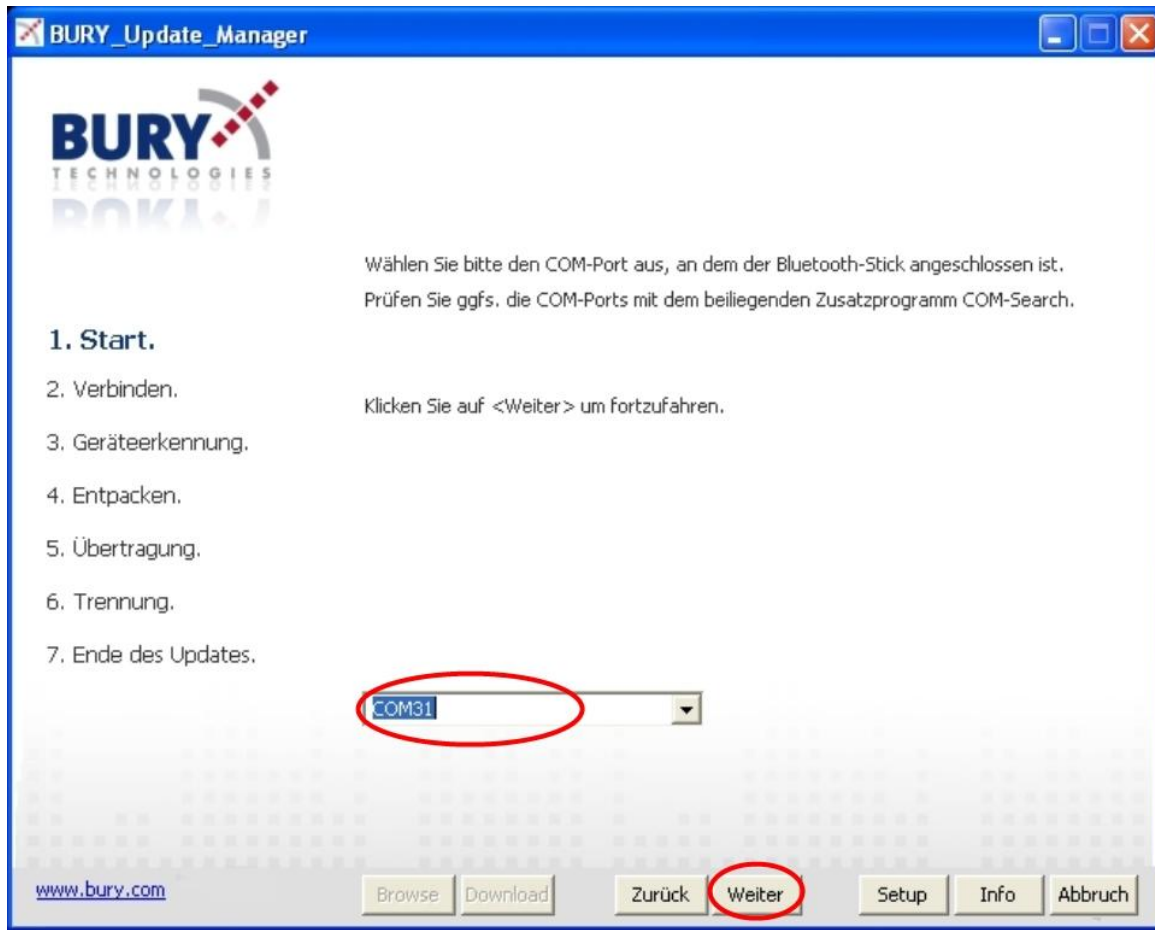 BURY_Update_Manager
BURY
TECHNOLOGIES
Wählen Sie bitte den COM-Port aus, an dem der Bluetooth-Stick angeschlossen ist.
Prüfen Sie ggfs. die COM-Ports mit dem beiliegenden Zusatzprogramm COM-Search.
1. Start.
2. Verbinden.
Klicken Sie auf <Weiter> um fortzufahren.
3. Geräteerkennung.
4. Entpacken.
5. Übertragung.
6. Trennung.
7. Ende des Updates.
COM31
www.bury.com
Browse Download Zurück Weiter Setup Info Abbruch